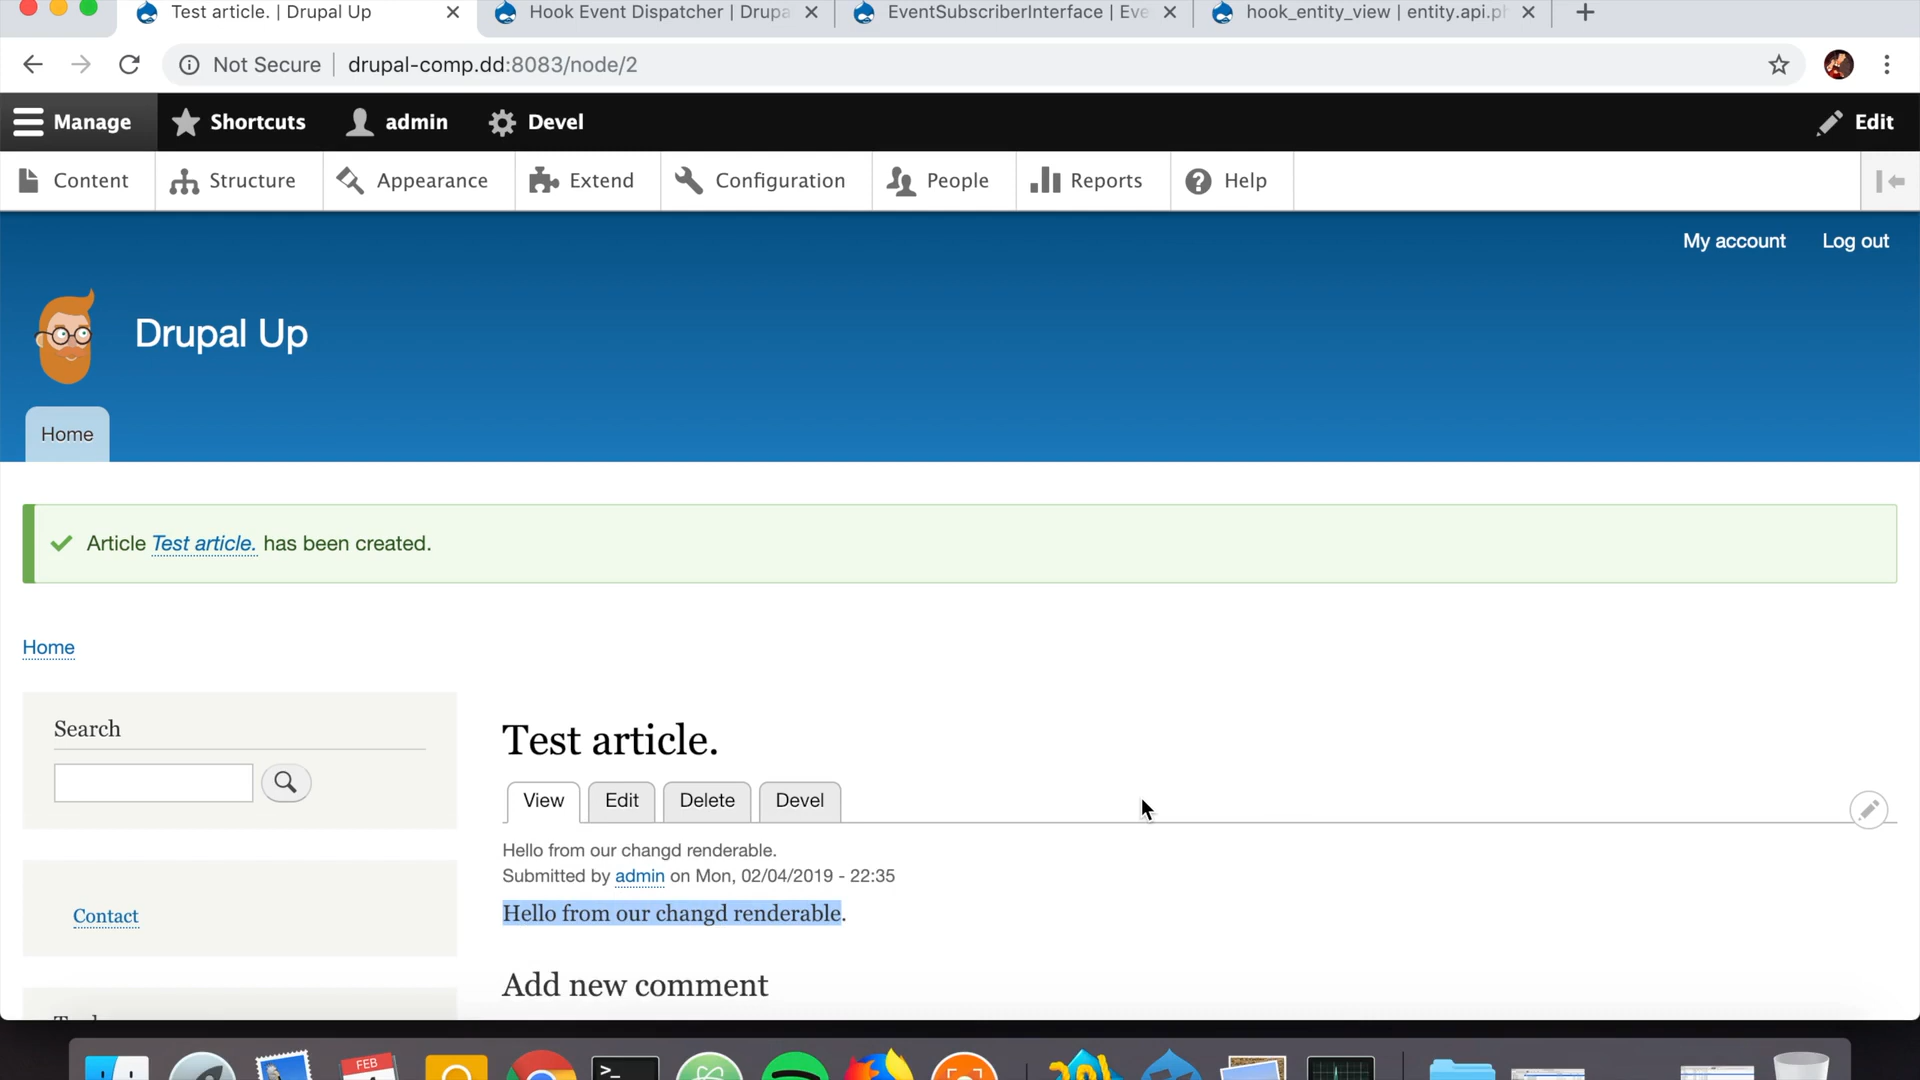 Test article. | Drupal Up
Hook Event Dispatcher | Drupa
EventSubscriberInterface | Eve
hook_entity_view | entity.api.ph
Not Secure
drupal-comp.dd:8083/node/2
Manage
Shortcuts
admin
Devel
Edit
Content
Structure
Appearance
Extend
Configuration
People
Reports
Help
My account
Log out
Drupal Up
Home
Article Test article. has been created.
Home
Search
Test article.
View
Edit
Delete
Devel
Hello from our changd renderable.
Submitted by admin on Mon, 02/04/2019 - 22:35
Hello from our changd renderable.
Contact
Add new comment
FEB